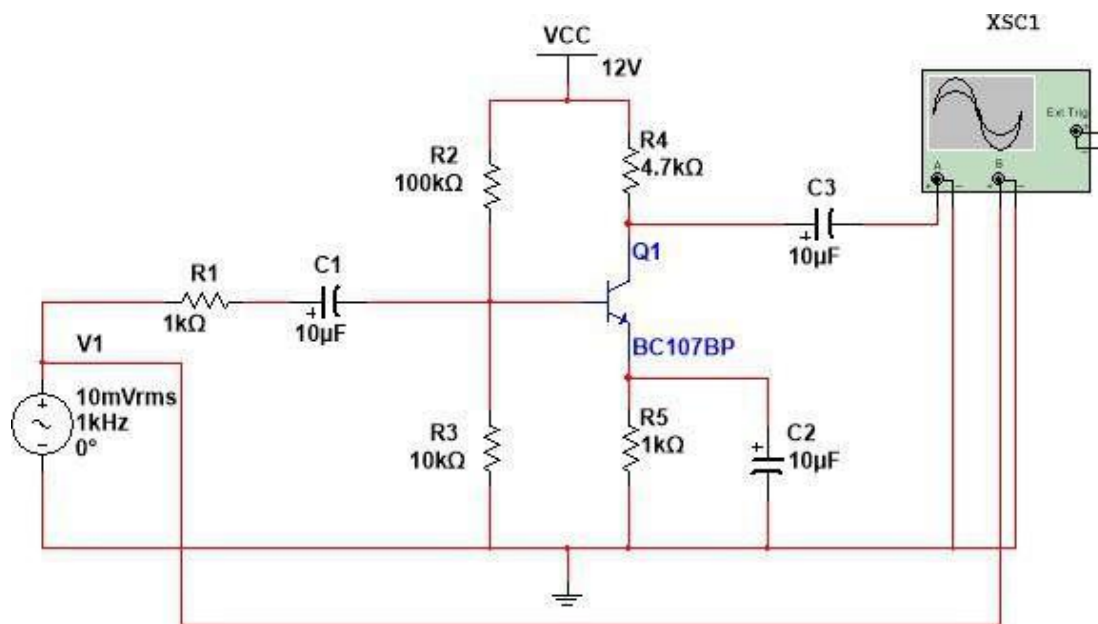 XSC1
VCC
12V
Ext Trig
+
-
A
B
+ - + -
R4
4.7kΩ
R2
100kΩ
C3
+
10µF
Q1
R1
1kΩ
C1
+
10µF
BC107BP
V1
+
10mVrms
1kHz
0°
-
R3
10kΩ
R5
1kΩ
+
C2
10µF